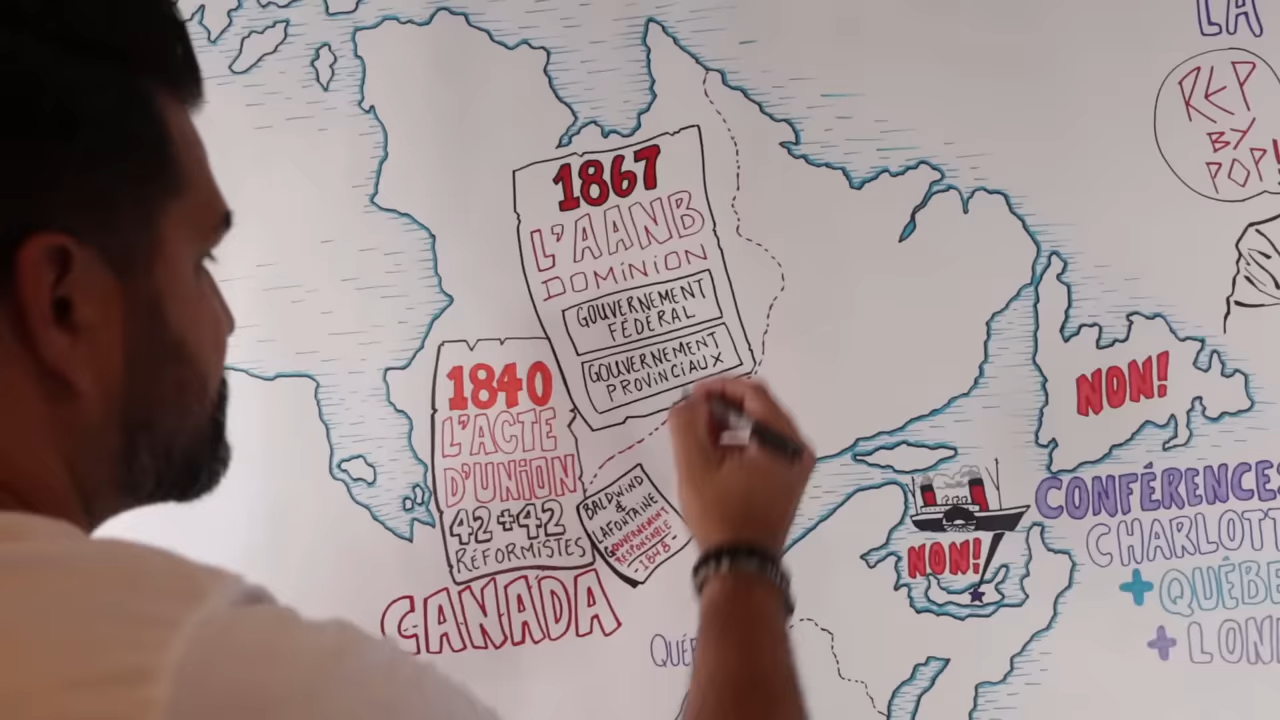 LA
REP
BY
POP!
1867
L'AANB
DOMINION
GOUVERNEMENT
FÉDÉRAL
GOUVERNEMENT
PROVINCIAUX
1840
L'ACTE
D'UNION
42+42
RÉFORMISTES
BALDWIND
&
LAFONTAINE
GOUVERNEMENT
RESPONSABLE
-1848-
CANADA
QUÉ
NON!
NON!
CONFÉRENCES
CHARLOTT
+ QUÉBE
+ LON